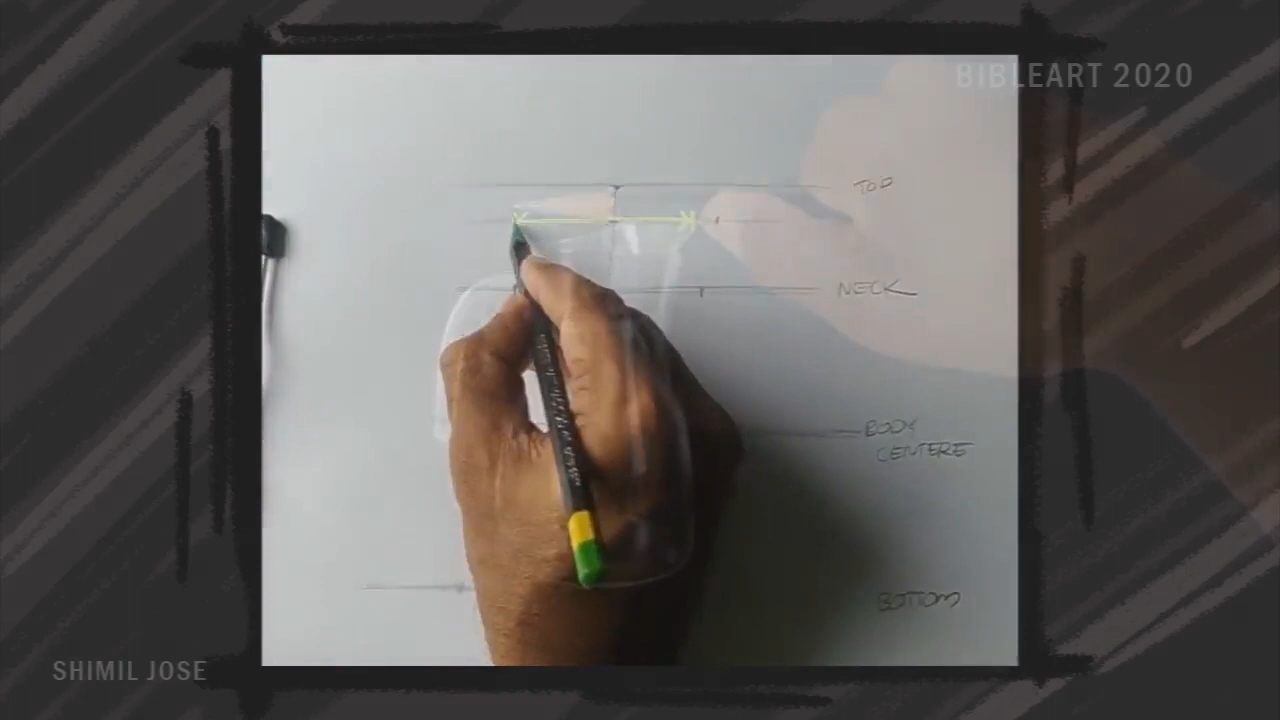 BIBLEART 2020
TOP
NECK
BODY
CENTERE
BOTTOM
SHIMIL JOSE